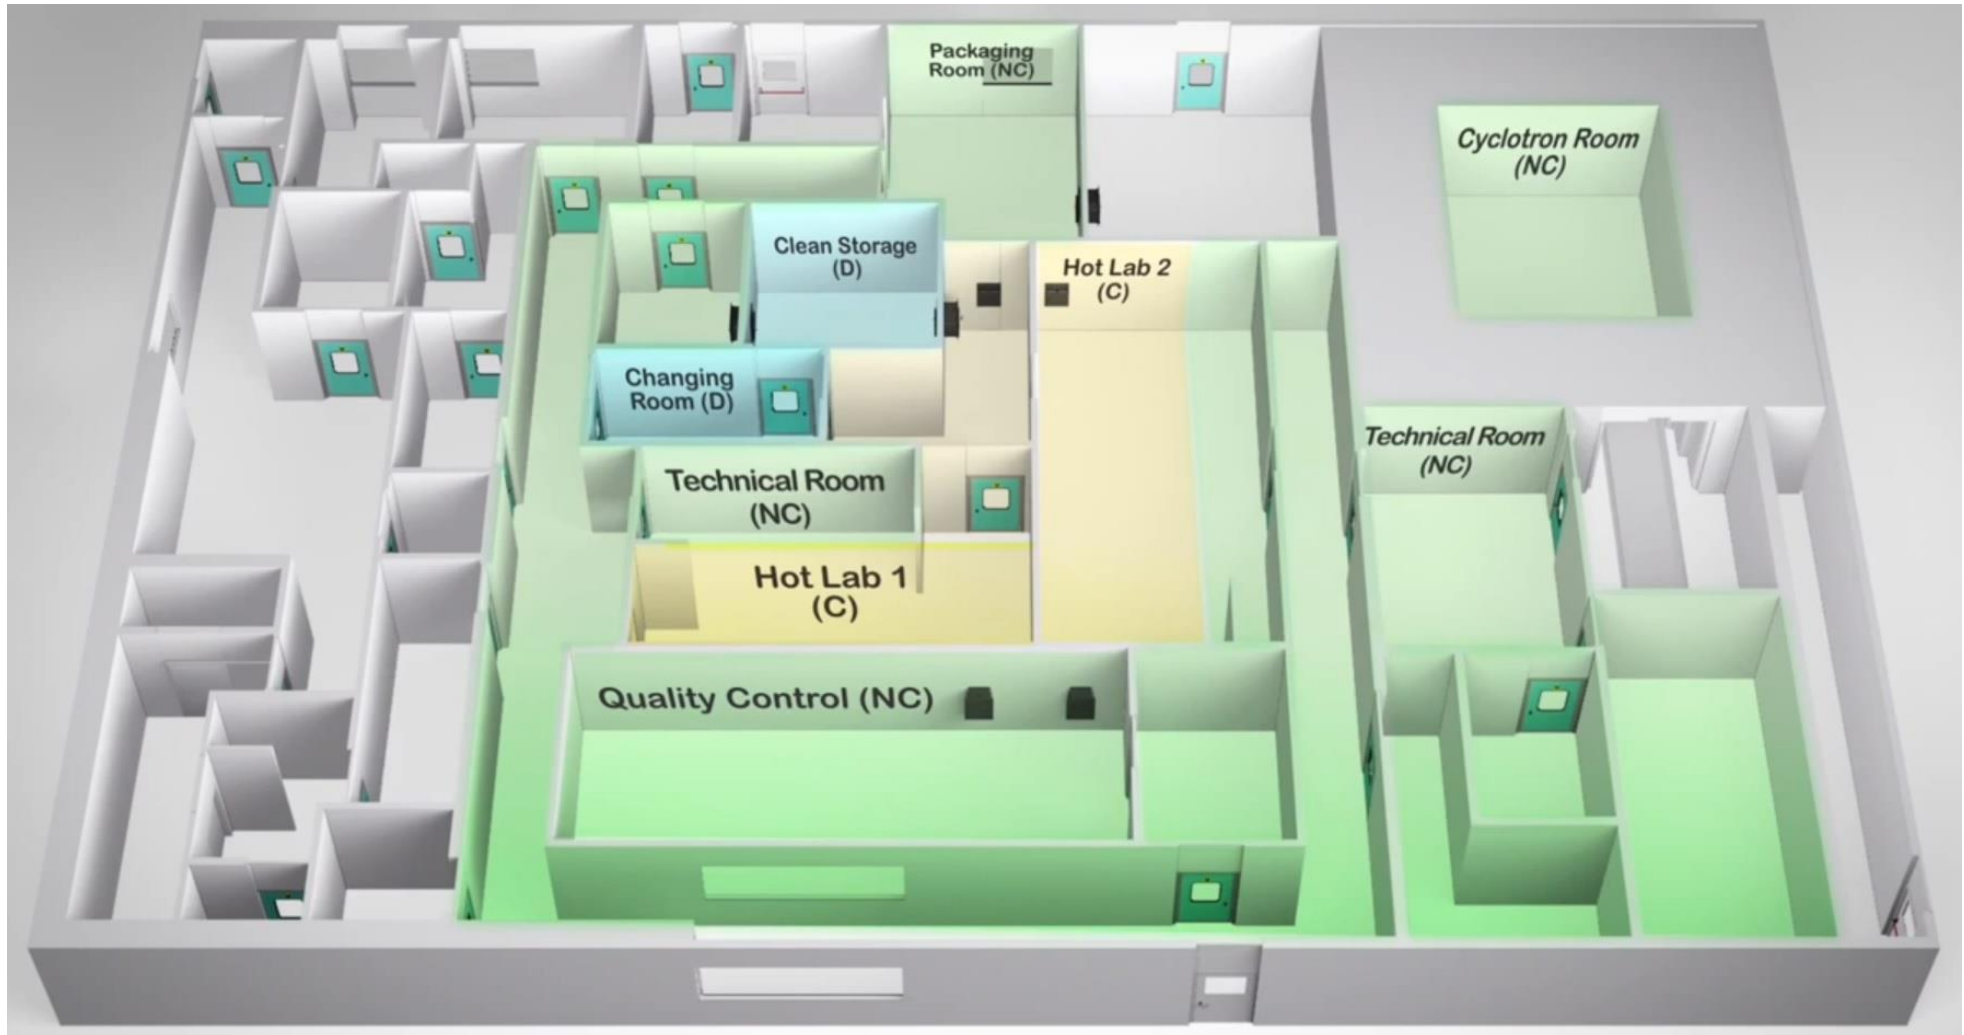 Packaging
Room (NC)
Cyclotron Room
(NC)
Clean Storage
(D)
Hot Lab 2
(C)
Changing
Room (D)
Technical Room
(NC)
Technical Room
(NC)
Hot Lab 1
(C)
Quality Control (NC)